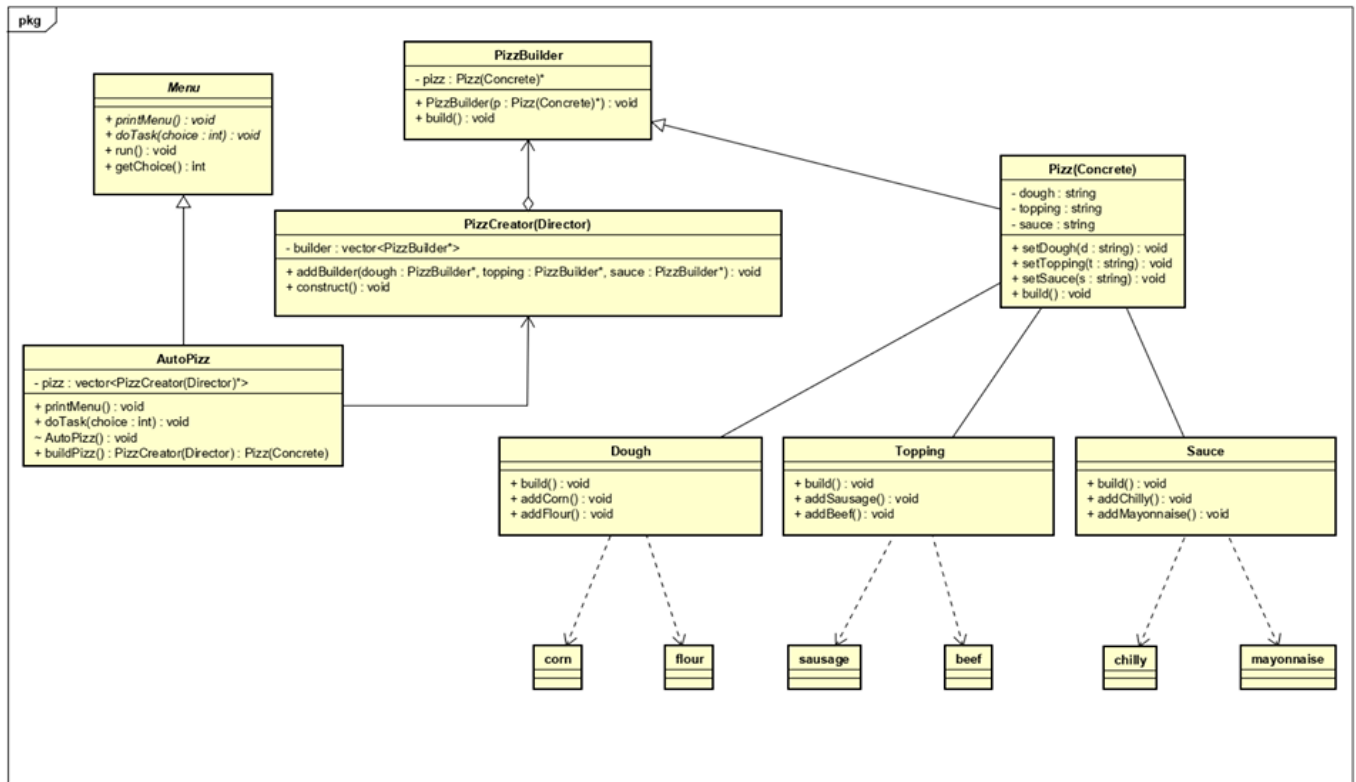 pkg
PizzBuilder
- pizz : Pizz(Concrete)*
+ PizzBuilder(p : Pizz(Concrete)*) : void
+ build() : void
Menu
+ printMenu() : void
+ doTask(choice : int) : void
+ run() : void
+ getChoice() : int
Pizz(Concrete)
- dough : string
- topping : string
- sauce : string
+ setDough(d : string) : void
+ setTopping(t : string) : void
+ setSauce(s : string) : void
+ build() : void
PizzCreator(Director)
- builder : vector<PizzBuilder*>
+ addBuilder(dough : PizzBuilder*, topping : PizzBuilder*, sauce : PizzBuilder*) : void
+ construct() : void
AutoPizz
- pizz : vector<PizzCreator(Director)*>
+ printMenu() : void
+ doTask(choice : int) : void
~ AutoPizz() : void
+ buildPizz() : PizzCreator(Director) : Pizz(Concrete)
Dough
+ build() : void
+ addCorn() : void
+ addFlour() : void
Topping
+ build() : void
+ addSausage() : void
+ addBeef() : void
Sauce
+ build() : void
+ addChilly() : void
+ addMayonnaise() : void
corn
flour
sausage
beef
chilly
mayonnaise